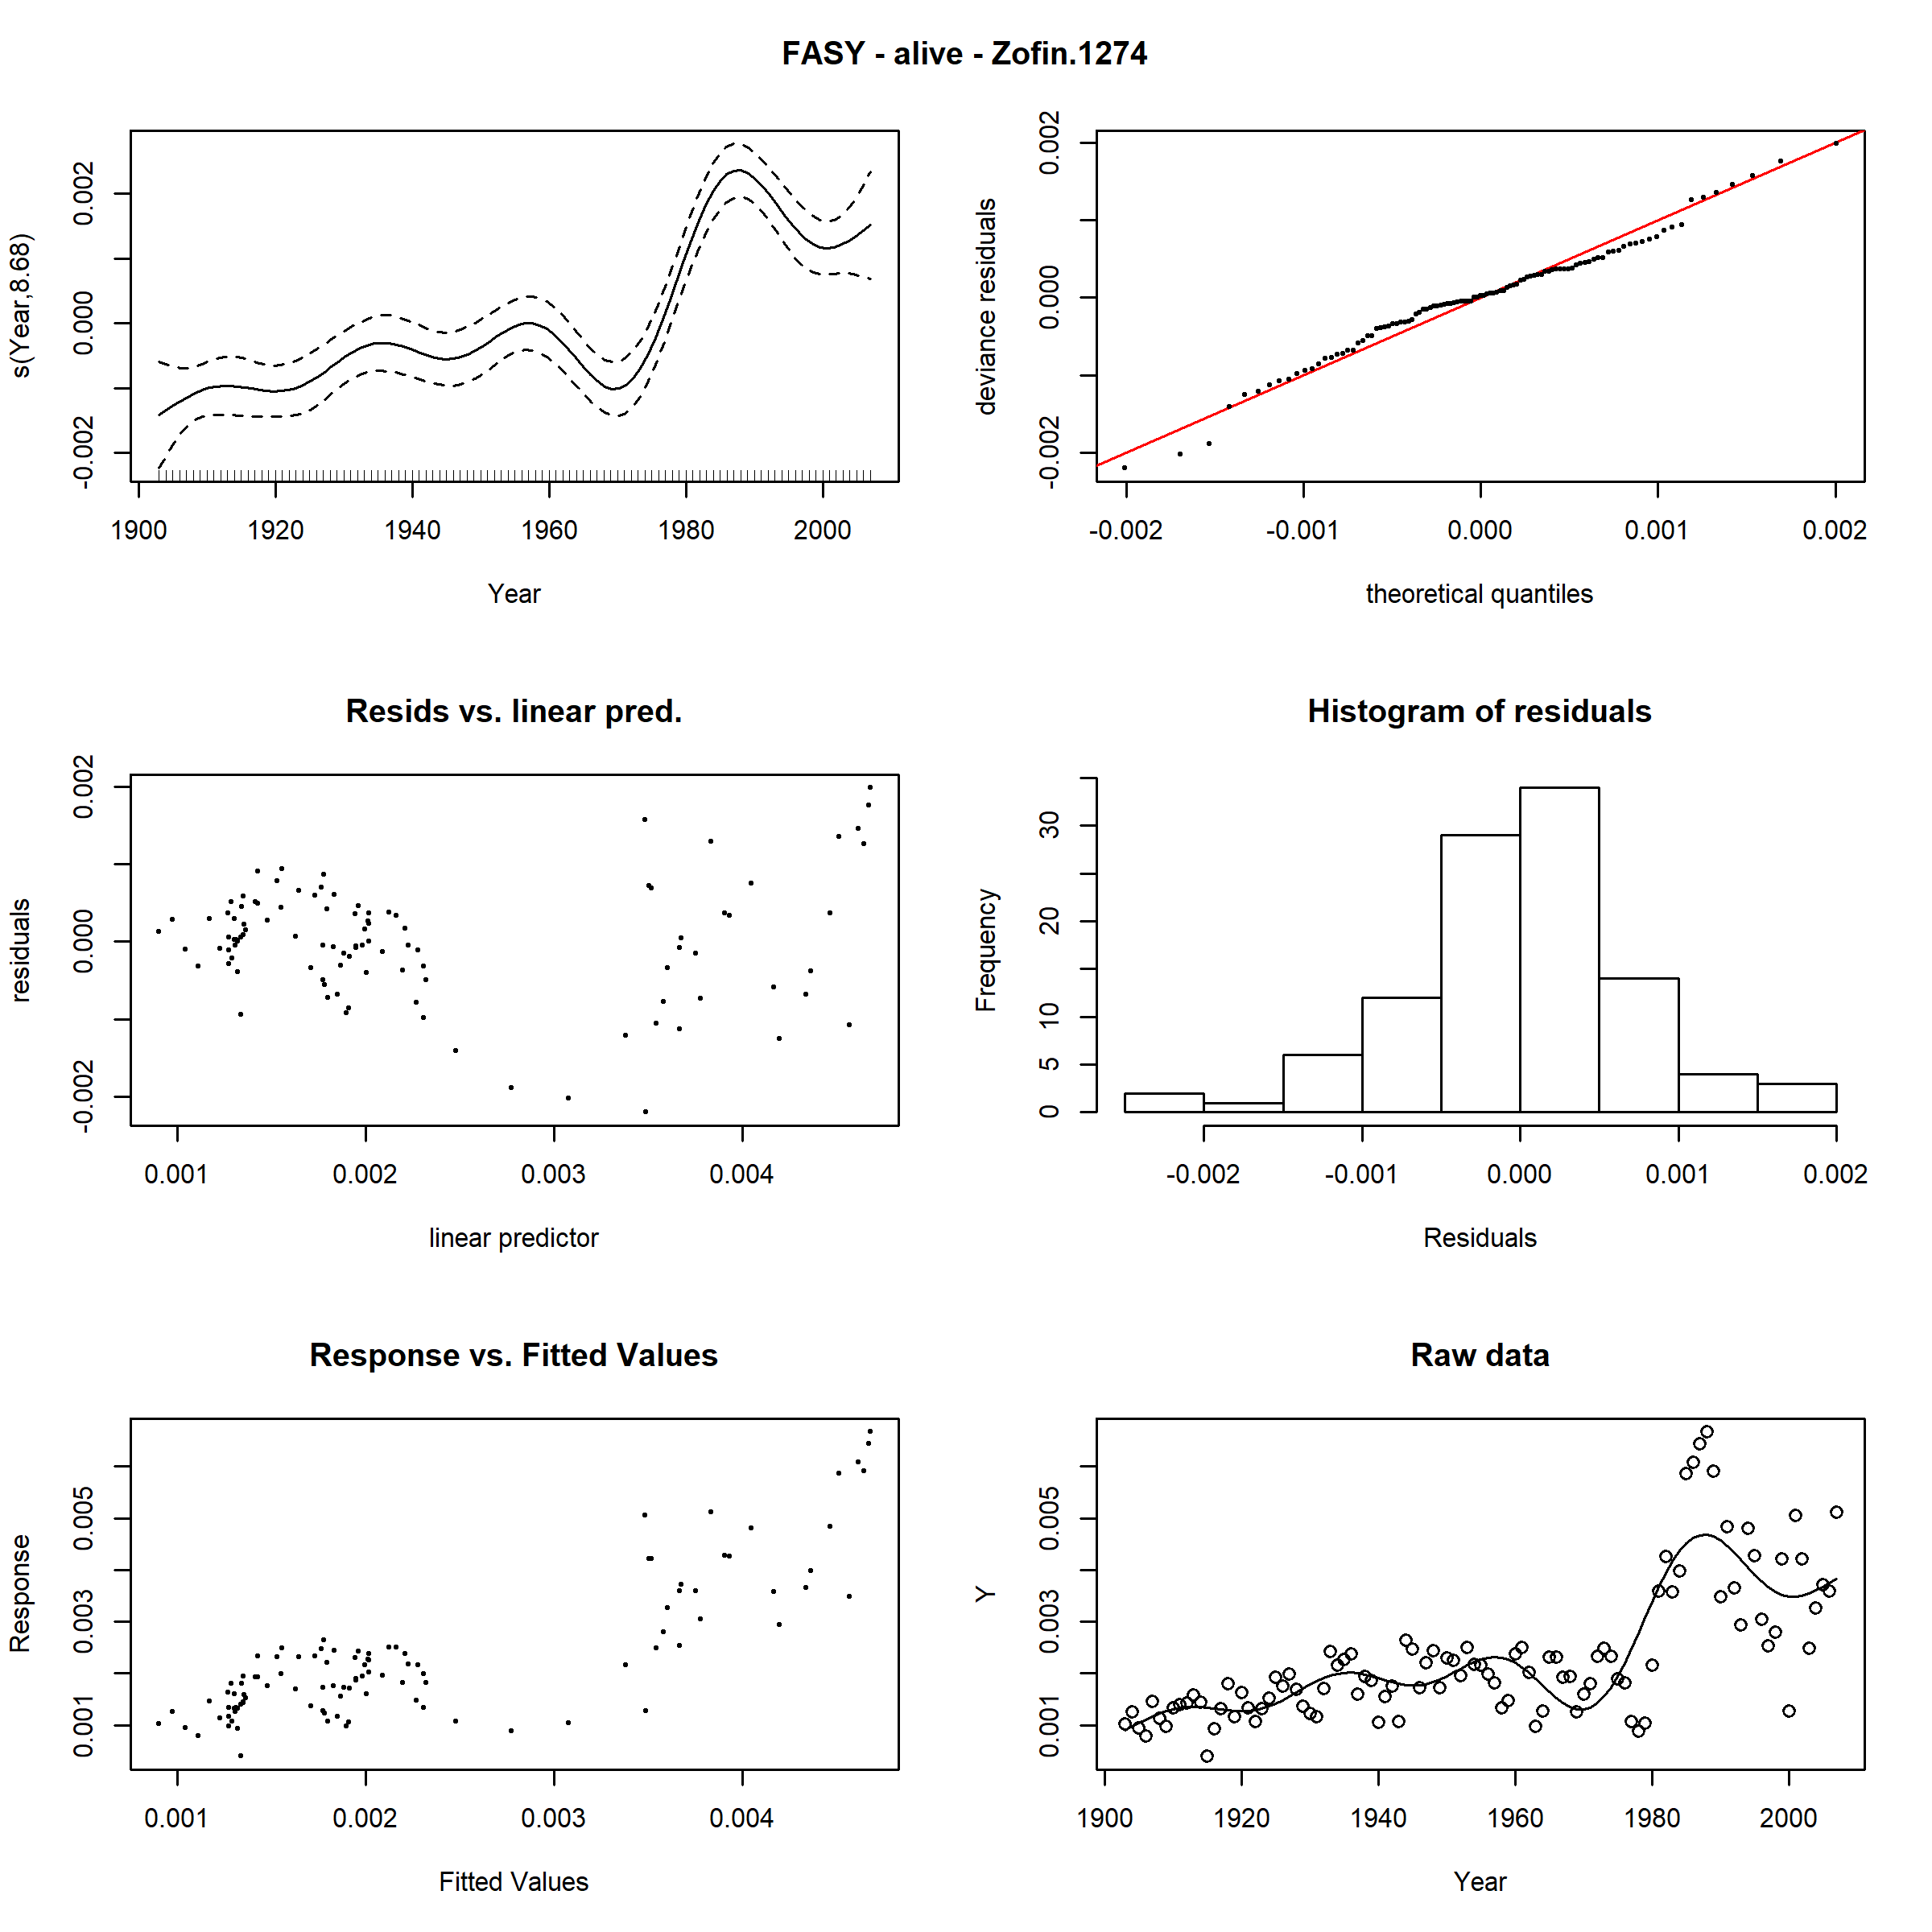 FASY - alive - Zofin.1274
s(Year,8.68)
-0.002 0.000 0.002
1900 1920 1940 1960 1980 2000
Year
deviance residuals
-0.002 0.000 0.002
-0.002 -0.001 0.000 0.001 0.002
theoretical quantiles
Resids vs. linear pred.
residuals
-0.002 0.000 0.002
0.001 0.002 0.003 0.004
linear predictor
Histogram of residuals
Frequency
0 5 10 20 30
-0.002 -0.001 0.000 0.001 0.002
Residuals
Response vs. Fitted Values
Response
0.001 0.003 0.005
0.001 0.002 0.003 0.004
Fitted Values
Raw data
Y
0.001 0.003 0.005
1900 1920 1940 1960 1980 2000
Year